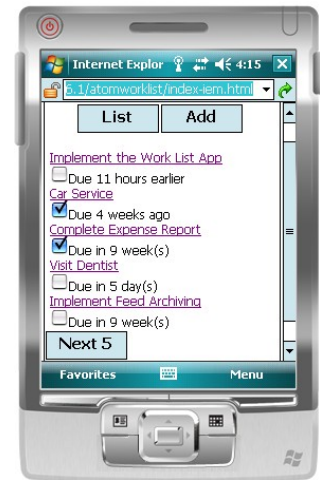 Internet Explor 4:15
5.1/atomworklist/index-iem.html
List Add
Implement the Work List App
Due 11 hours earlier
Car Service
Due 4 weeks ago
Complete Expense Report
Due in 9 week(s)
Visit Dentist
Due in 5 day(s)
Implement Feed Archiving
Due in 9 week(s)
Next 5
Favorites Menu